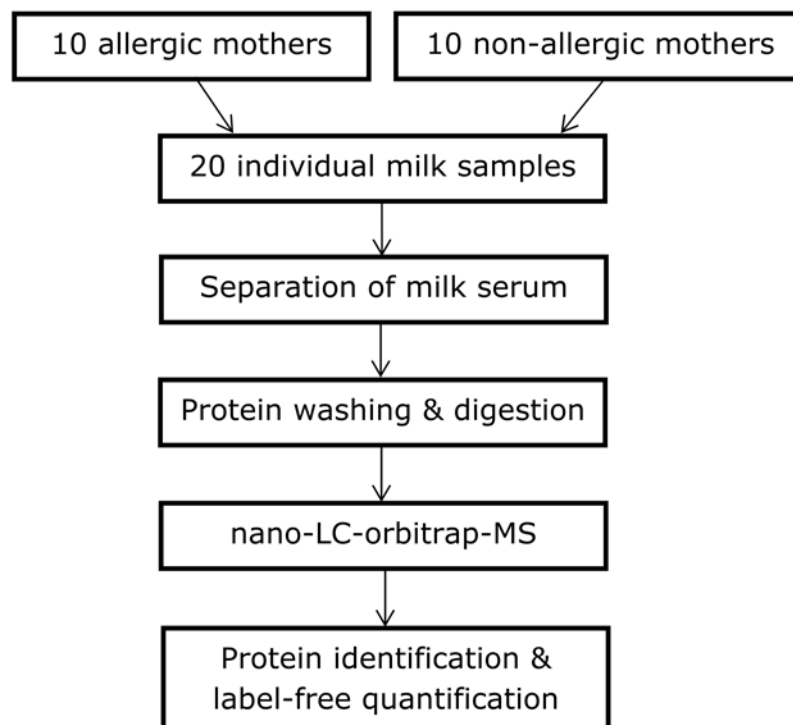 10 allergic mothers
10 non-allergic mothers
20 individual milk samples
Separation of milk serum
Protein washing & digestion
nano-LC-orbitrap-MS
Protein identification &
label-free quantification